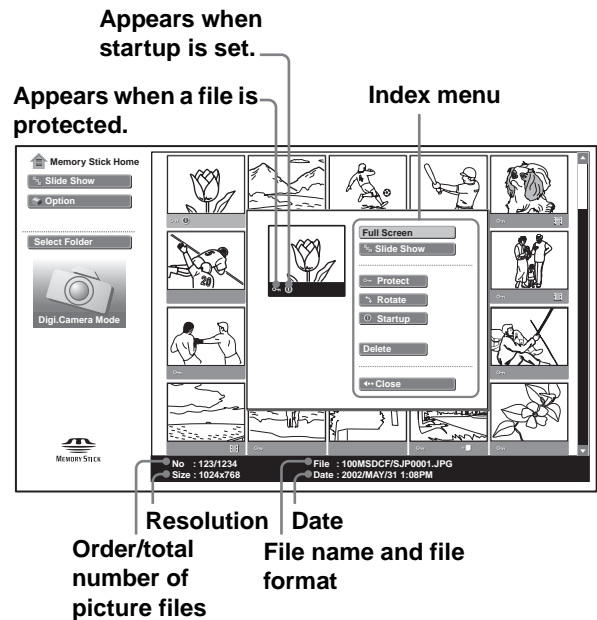 Appears when
startup is set.
Appears when a file is
protected.
Index menu
Memory Stick Home
Slide Show
Option
Select Folder
Digi.Camera Mode
MEMORY STICK
20
Full Screen
Slide Show
Protect
Rotate
Startup
Delete
Close
No : 123/1234
File : 100MSDCF/SJP0001.JPG
Size : 1024x768
Date : 2002/MAY/31 1:08PM
Resolution
Date
Order/total
number of
picture files
File name and file
format